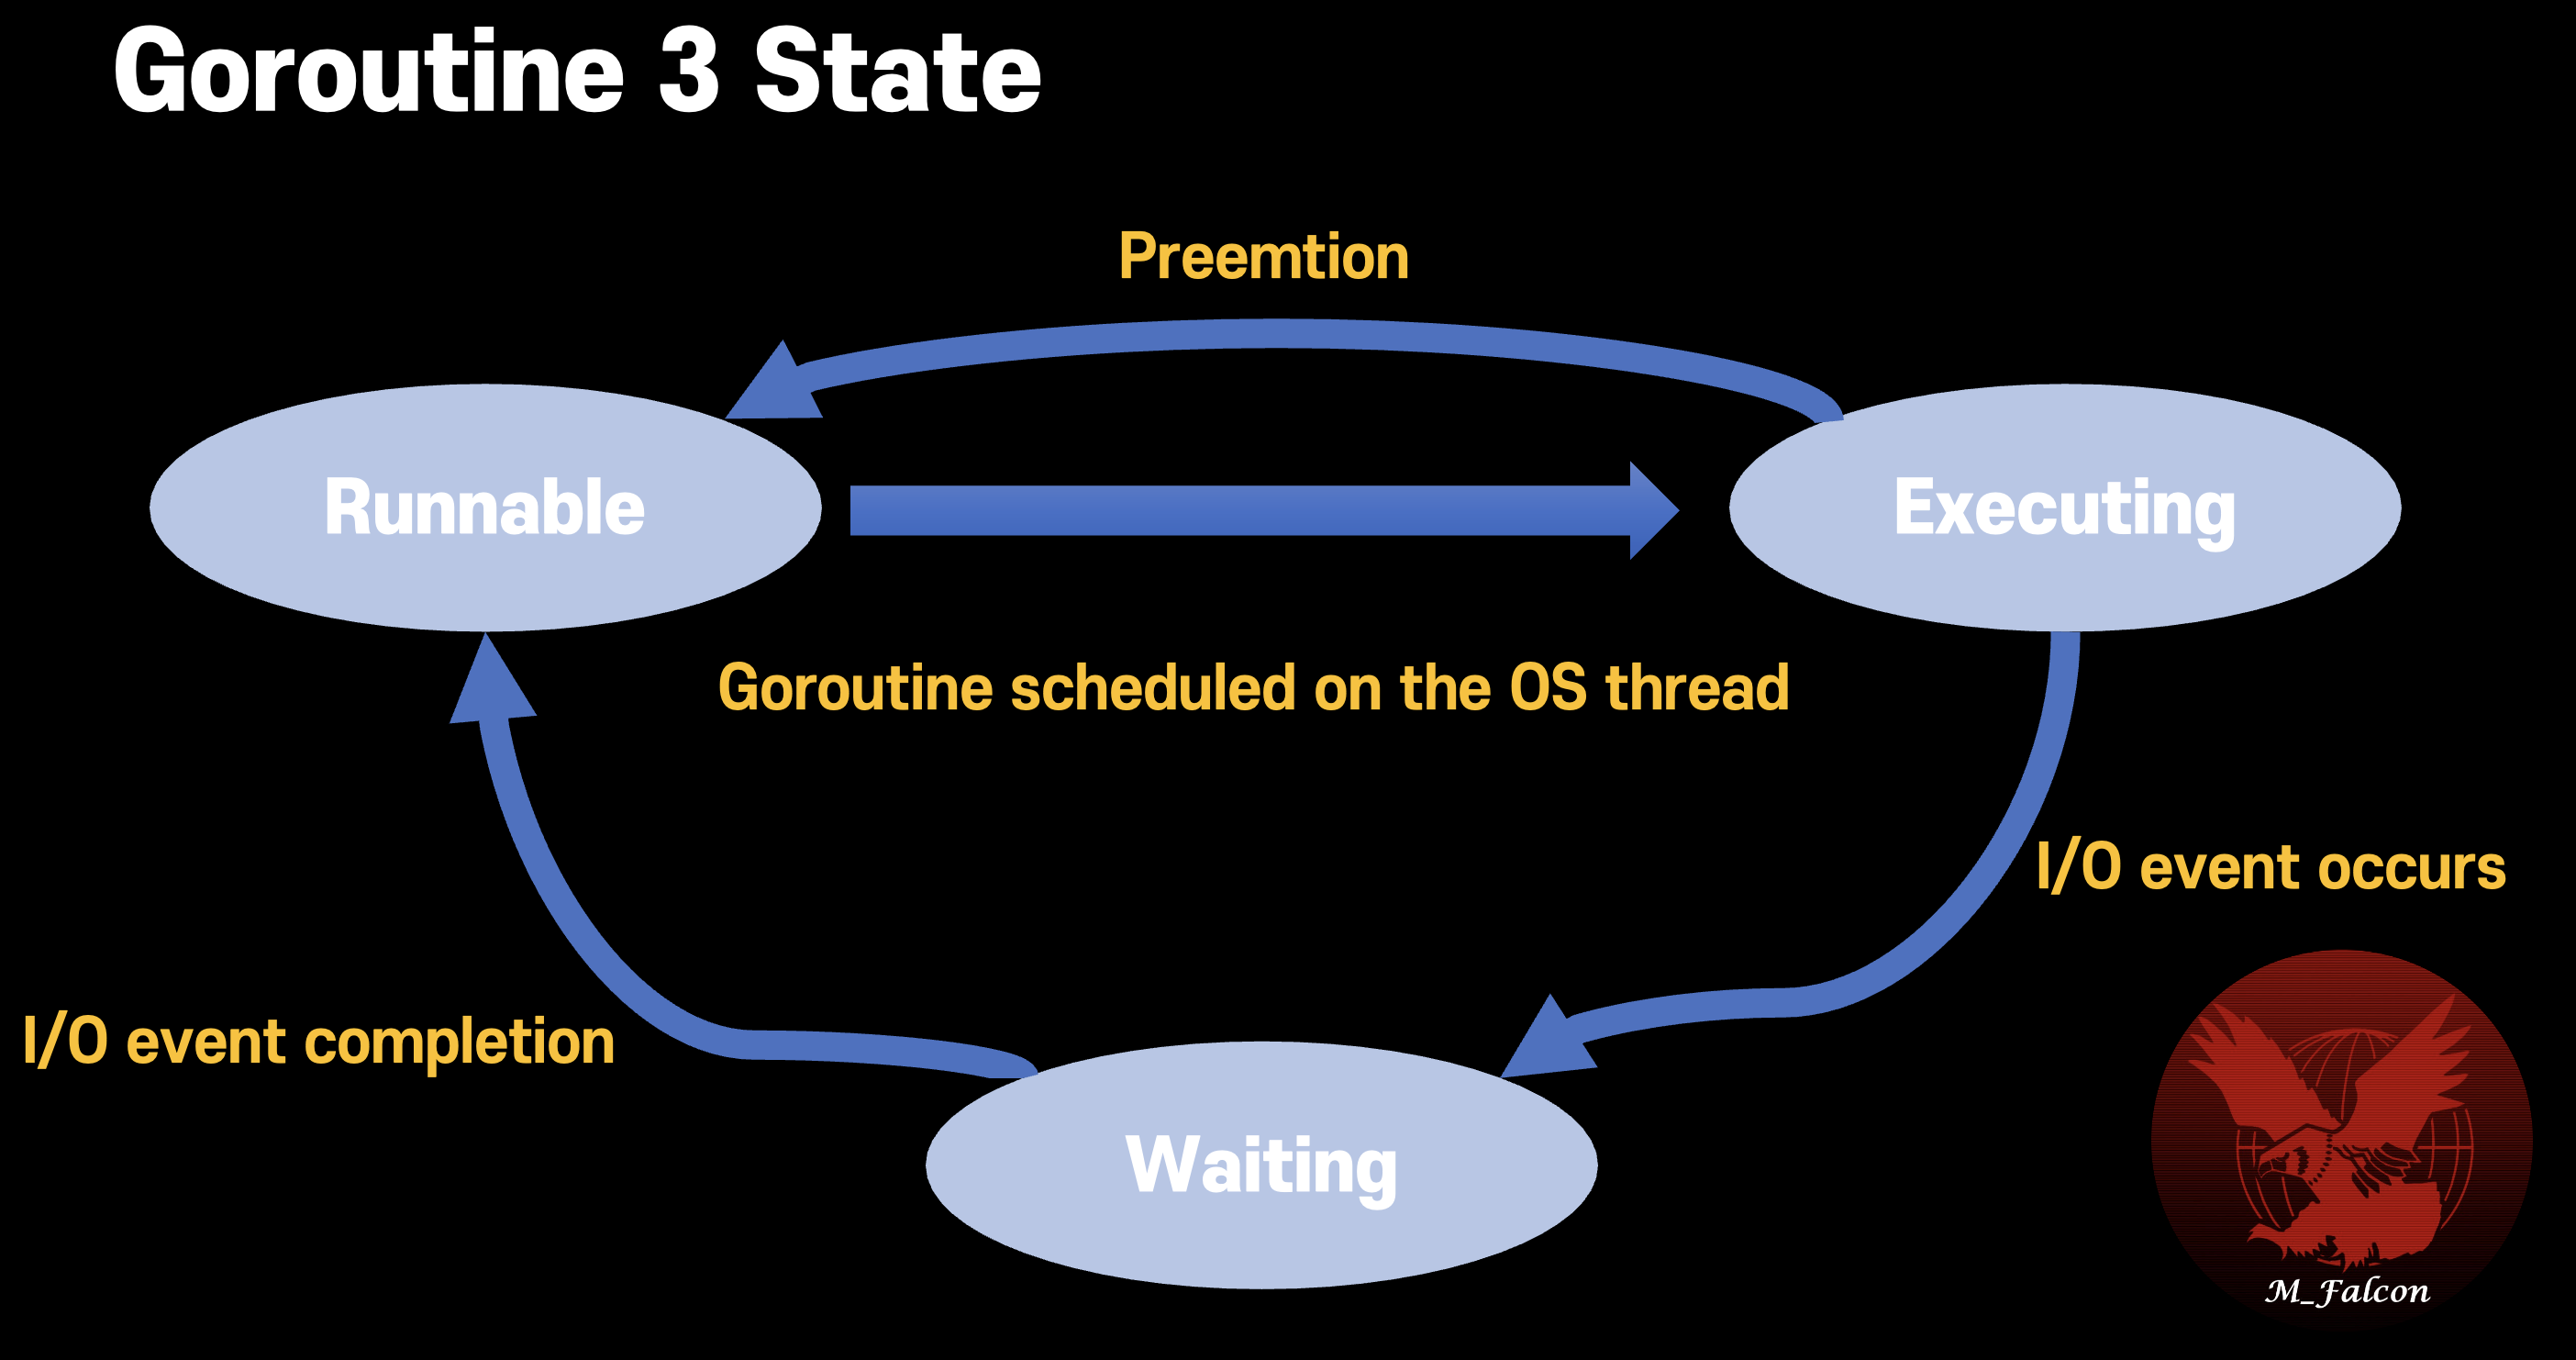 Goroutine 3 State
Preemtion
Runnable
Executing
Goroutine scheduled on the OS thread
I/O event occurs
I/O event completion
Waiting
M_Falcon